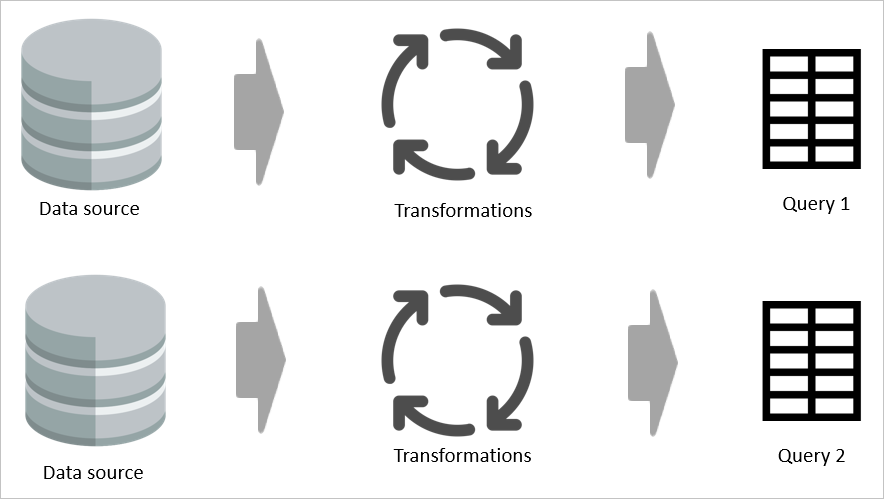 Data source
Transformations
Query 1
Data source
Transformations
Query 2